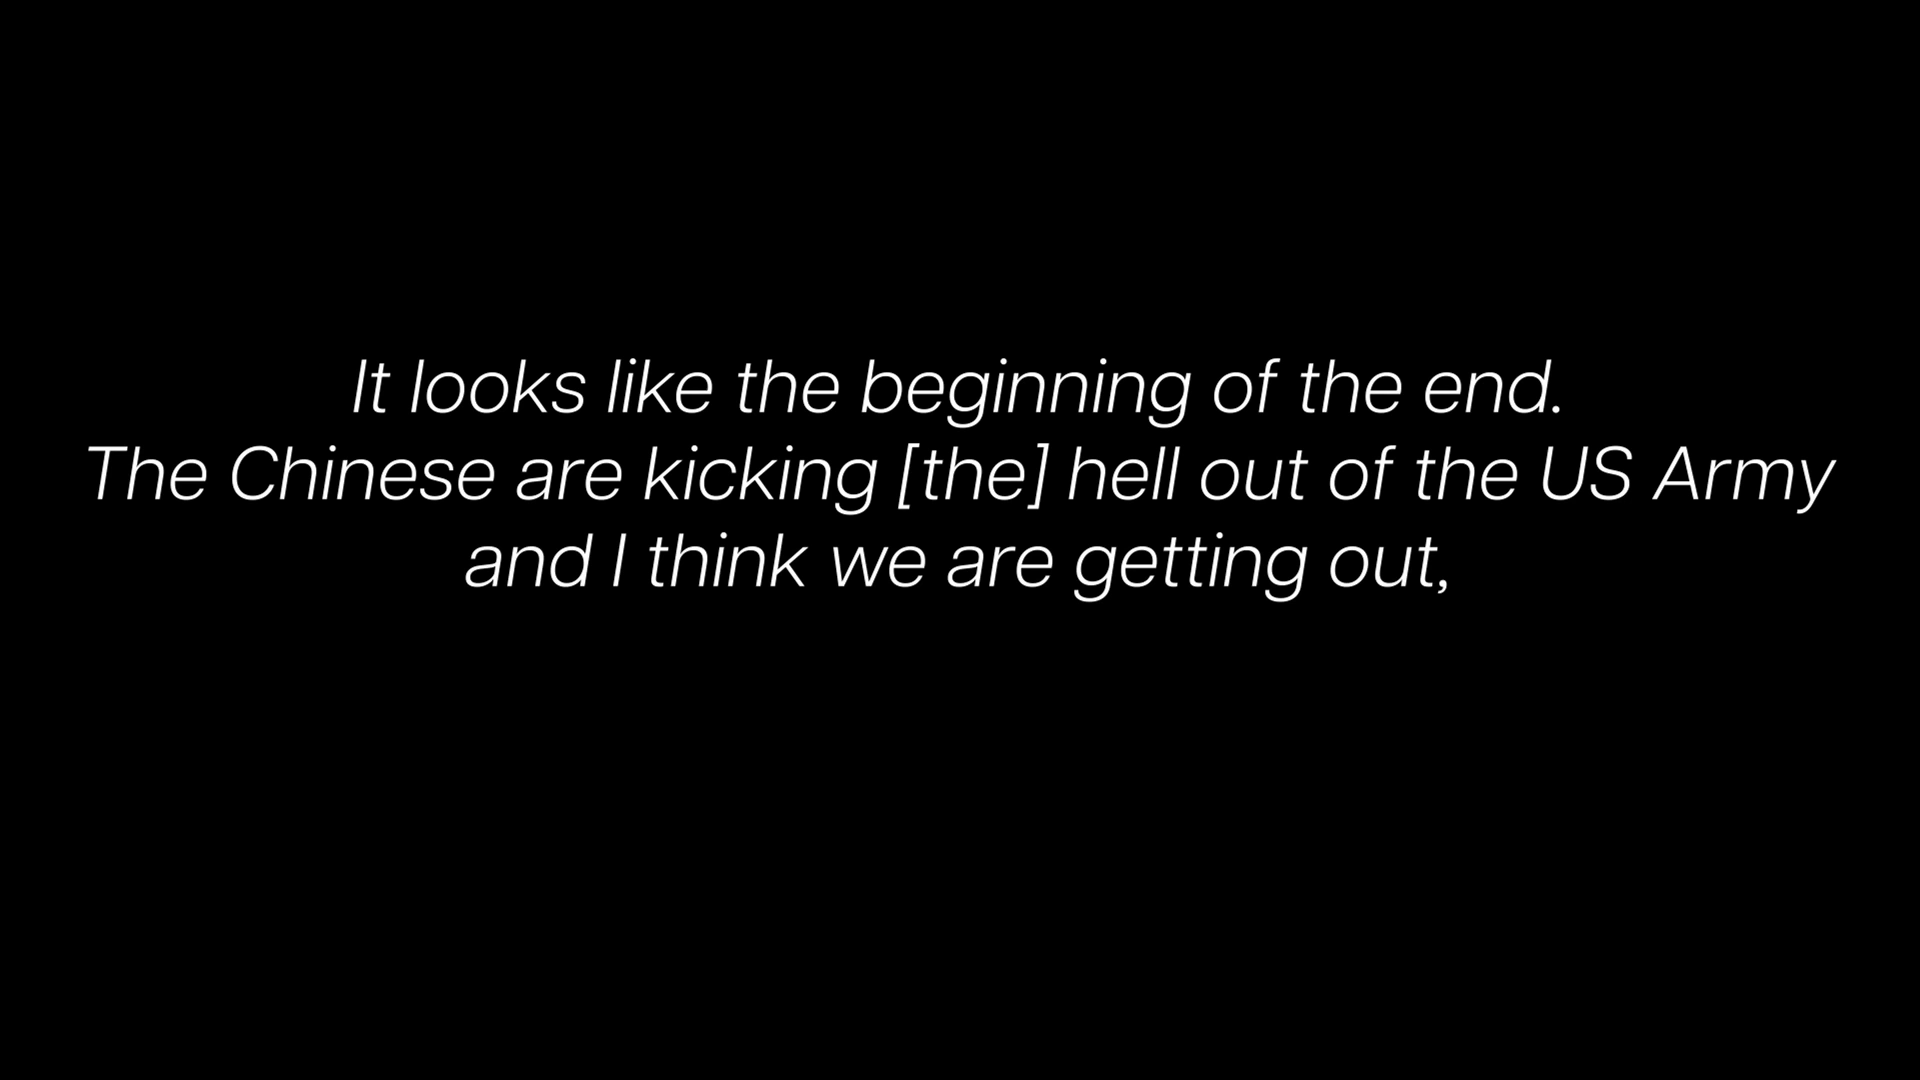 It looks like the beginning of the end.
The Chinese are kicking [the] hell out of the US Army
and I think we are getting out,